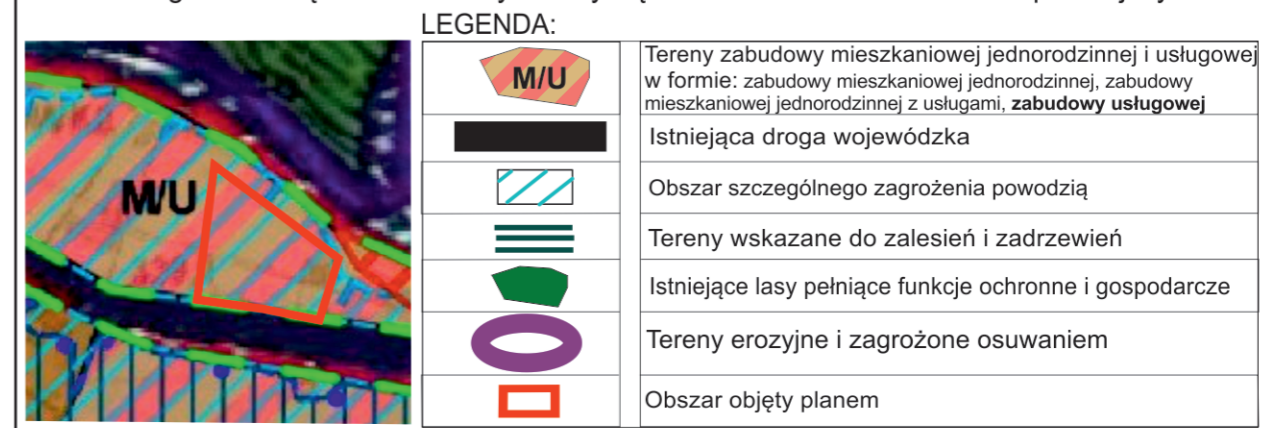 LEGENDA:
M/U
M/U
Tereny zabudowy mieszkaniowej jednorodzinnej i usługowej
w formie: zabudowy mieszkaniowej jednorodzinnej, zabudowy
mieszkaniowej jednorodzinnej z usługami, zabudowy usługowej
Istniejąca droga wojewódzka
Obszar szczególnego zagrożenia powodzią
Tereny wskazane do zalesień i zadrzewień
Istniejące lasy pełniące funkcje ochronne i gospodarcze
Tereny erozyjne i zagrożone osuwaniem
Obszar objęty planem